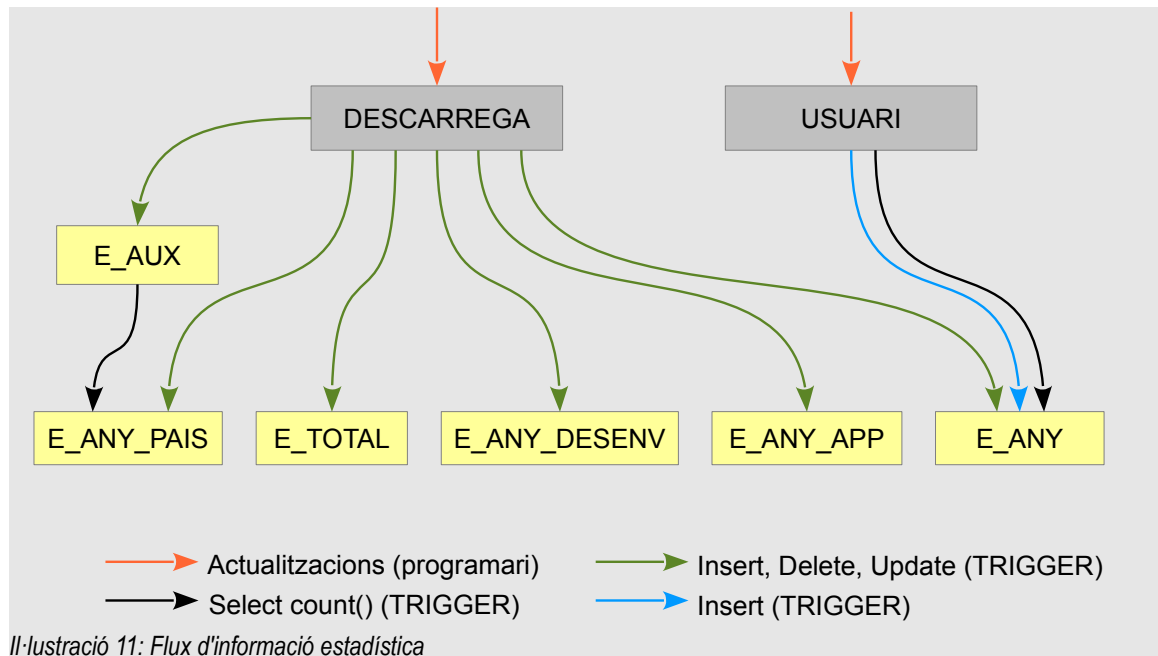 DESCARREGA
USUARI
E_AUX
E_ANY_PAIS
E_TOTAL
E_ANY_DESENV
E_ANY_APP
E_ANY
Actualitzacions (programari)
Insert, Delete, Update (TRIGGER)
Select count() (TRIGGER)
Insert (TRIGGER)
Il·lustració 11: Flux d'informació estadística